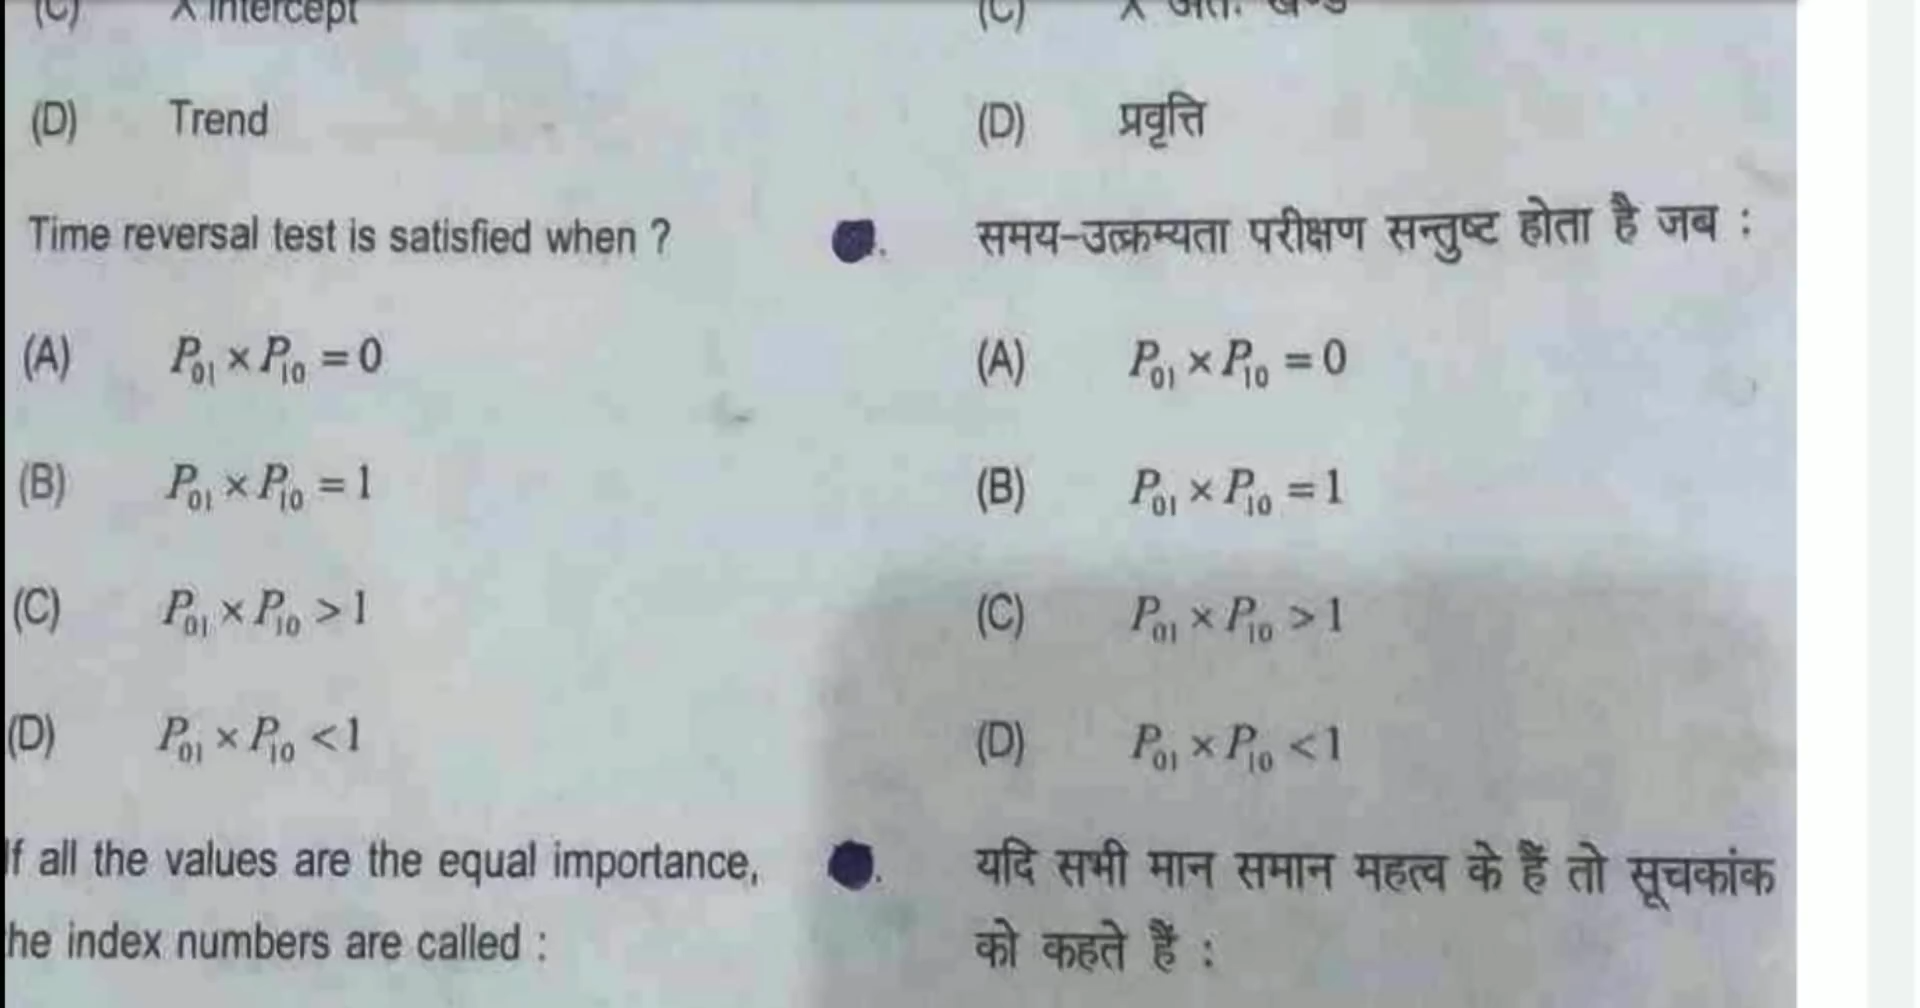 (C) X Intercept
(D) Trend
Time reversal test is satisfied when ?
(A) P01 × P10 = 0
(B) P01 × P10 = 1
(C) P01 × P10 > 1
(D) P01 × P10 < 1
If all the values are the equal importance,
he index numbers are called :
(C) X अंतः खण्ड
(D) प्रवृत्ति
समय-उत्क्रम्यता परीक्षण सन्तुष्ट होता है जब :
(A) P01 × P10 = 0
(B) P01 × P10 = 1
(C) P01 × P10 > 1
(D) P01 × P10 < 1
यदि सभी मान समान महत्व के हैं तो सूचकांक
को कहते हैं :